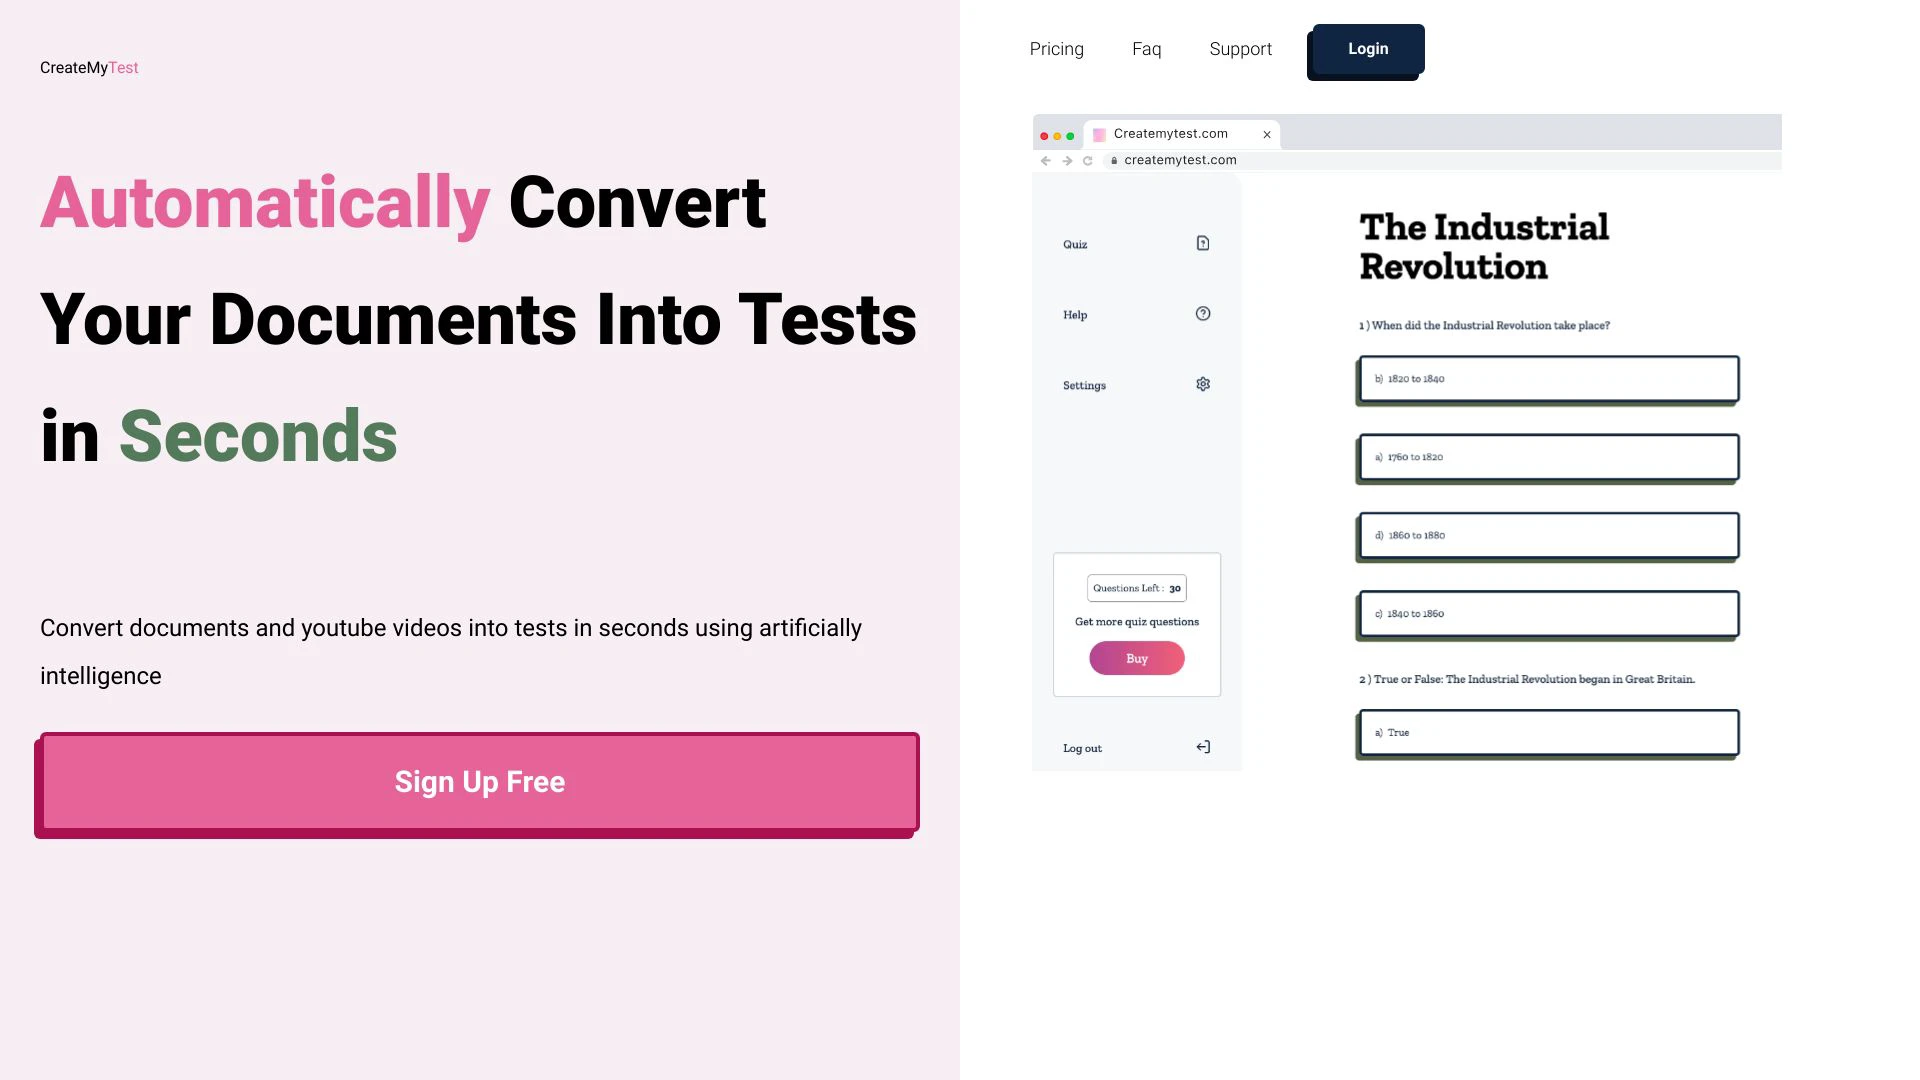 CreateMyTest
Automatically Convert
Your Documents Into Tests
in Seconds
Convert documents and youtube videos into tests in seconds using artificially
intelligence
Sign Up Free
Pricing Faq Support Login
Createmytest.com
createmytest.com
Quiz
Help
Settings
Questions Left : 30
Get more quiz questions
Buy
Log out
The Industrial
Revolution
1 ) When did the Industrial Revolution take place?
b) 1820 to 1840
a) 1760 to 1820
d) 1860 to 1880
c) 1840 to 1860
2 ) True or False: The Industrial Revolution began in Great Britain.
a) True